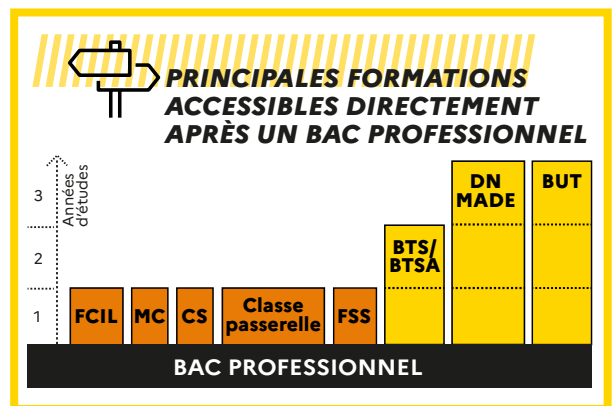 PRINCIPALES FORMATIONS
ACCESSIBLES DIRECTEMENT
APRÈS UN BAC PROFESSIONNEL
Années
d'études
3
2
1
FCIL
MC
CS
Classe
passerelle
FSS
BTS/
BTSA
DN
MADE
BUT
BAC PROFESSIONNEL